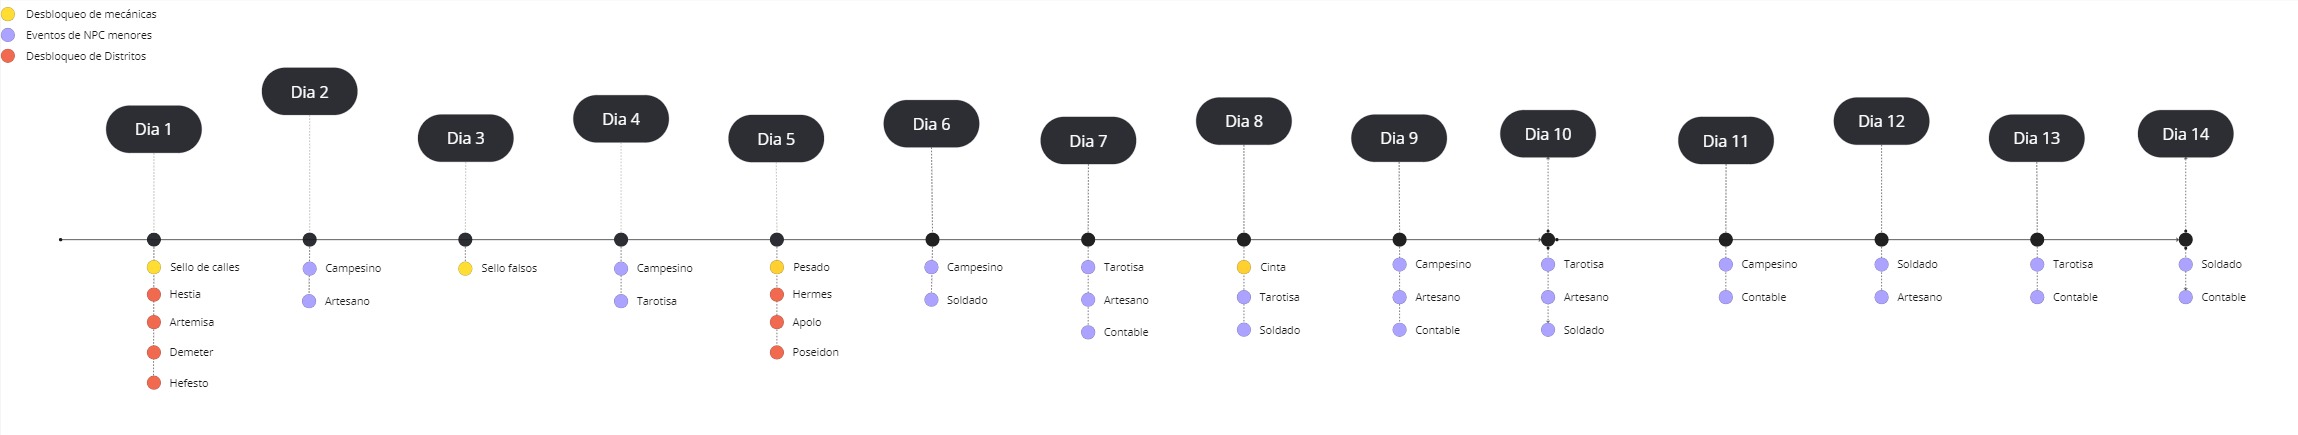 Desbloqueo de mecánicas
Eventos de NPC menores
Desbloqueo de Distritos
Dia 1
Sello de calles
Hestia
Artemisa
Demeter
Hefesto
Dia 2
Campesino
Artesano
Dia 3
Sello falsos
Dia 4
Campesino
Tarotisa
Dia 5
Pesado
Hermes
Apolo
Poseidon
Dia 6
Campesino
Soldado
Dia 7
Tarotisa
Artesano
Contable
Dia 8
Cinta
Tarotisa
Soldado
Dia 9
Campesino
Artesano
Contable
Dia 10
Tarotisa
Artesano
Soldado
Dia 11
Campesino
Contable
Dia 12
Soldado
Artesano
Dia 13
Tarotisa
Contable
Dia 14
Soldado
Contable